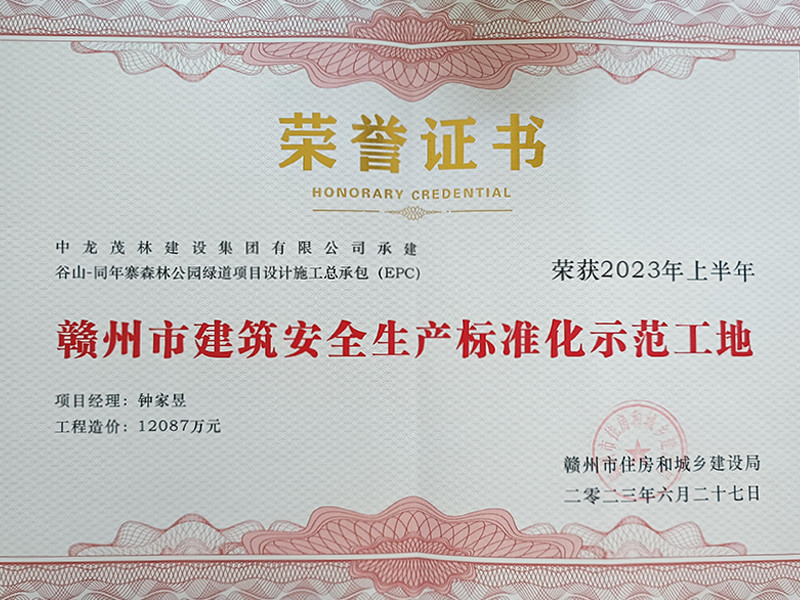 荣誉证书
HONORARY CREDENTIAL
中龙茂林建设集团有限公司承建
谷山-同年寨森林公园绿道项目设计施工总承包（EPC）
荣获2023年上半年
赣州市建筑安全生产标准化示范工地
项目经理：钟家昱
工程造价：12087万元
赣州市住房和城乡建设局
二零二三年六月二十七日